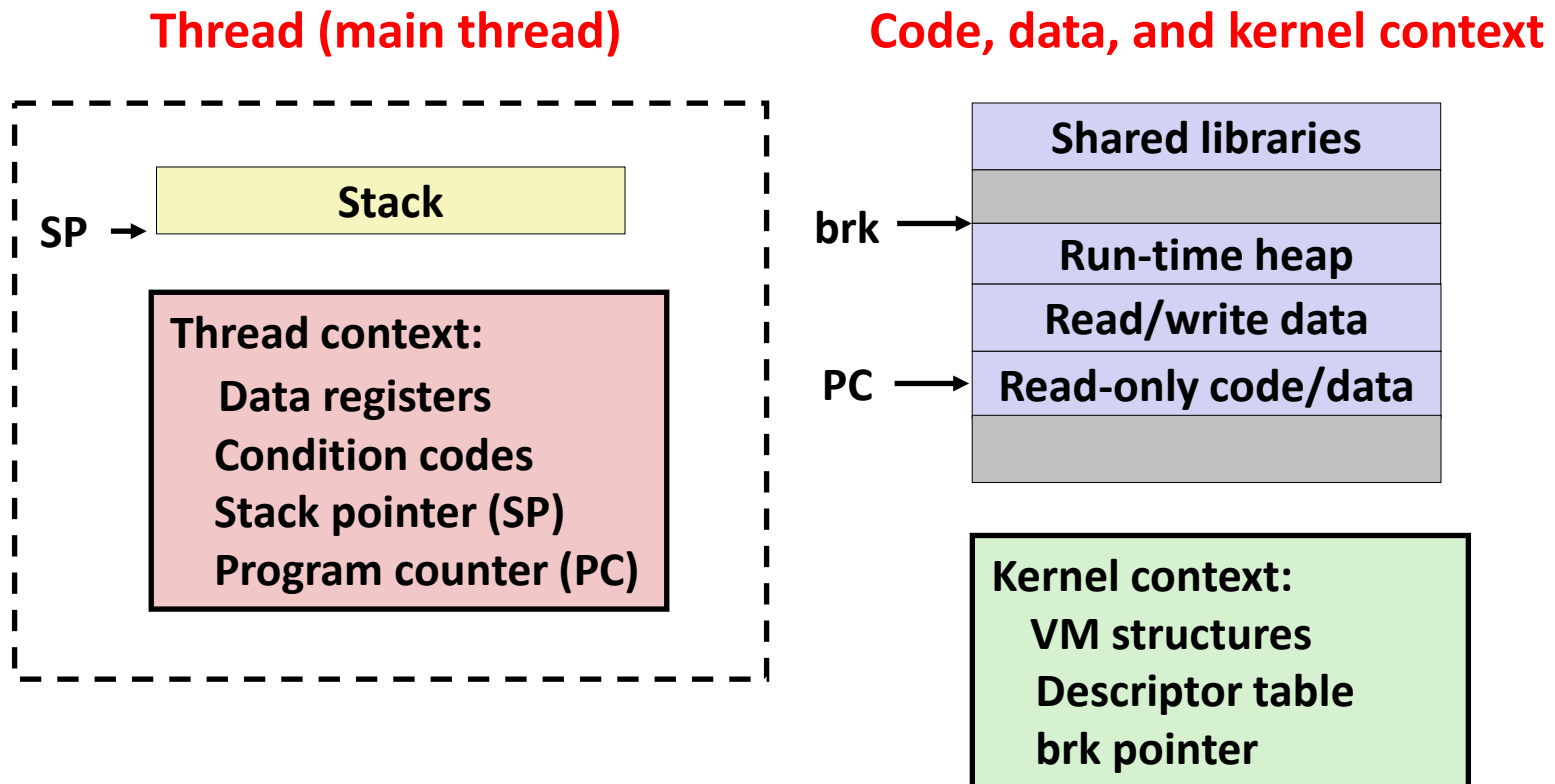 Thread (main thread)
Stack
SP
Thread context:
Data registers
Condition codes
Stack pointer (SP)
Program counter (PC)
Code, data, and kernel context
Shared libraries
brk
Run-time heap
Read/write data
PC
Read-only code/data
Kernel context:
VM structures
Descriptor table
brk pointer